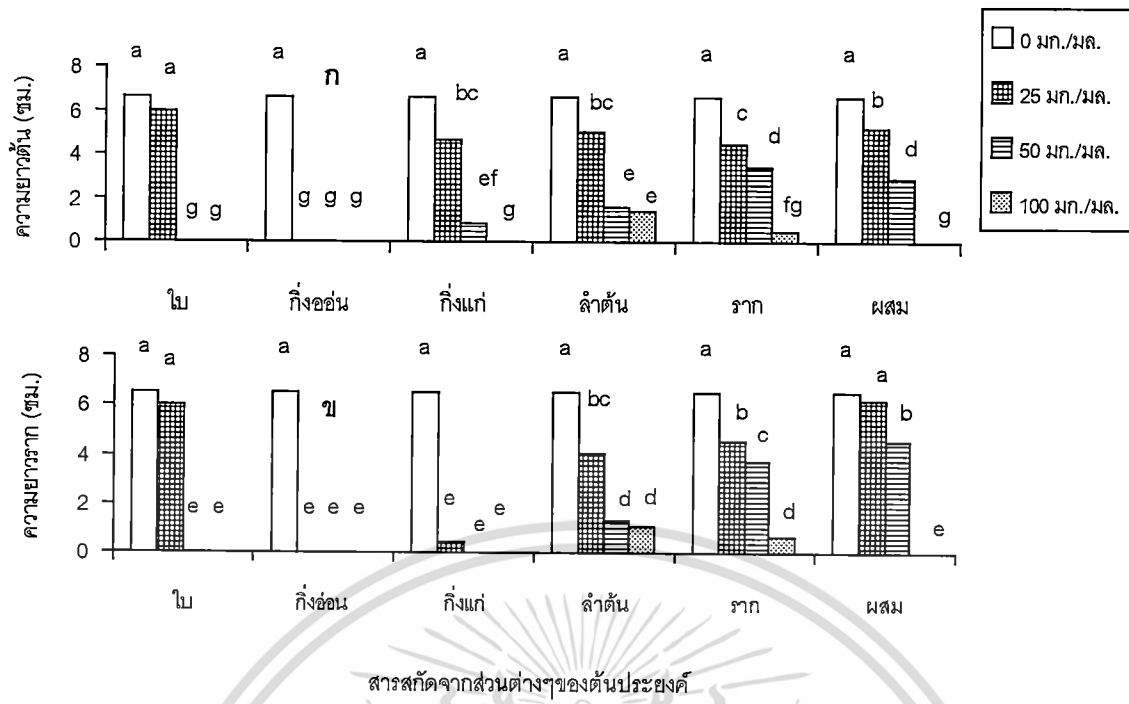 0 มก./มล.
25 มก./มล.
50 มก./มล.
100 มก./มล.
ความยาวต้น (ซม.)
8
6
4
2
0
ก
a a g g
a g g g
a bc ef g
a bc e e
a c d fg
a b d g
ใบ กิ่งออ่น กิ่งแก่ ลำต้น ราก ผสม
ความยาวราก (ซม.)
8
6
4
2
0
ข
a a e e
a e e e
a e e e
a bc d d
a b c d
a a b e
ใบ กิ่งอ่อน กิ่งแก่ ลำต้น ราก ผสม
สารสกัดจากส่วนต่างๆของต้นประยงค์